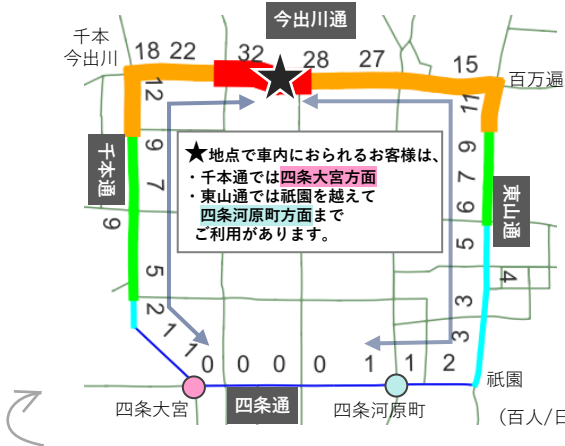 今出川通
千本
今出川
18 22 32 28 27 15
百万遍
12
11
9
9
7
7
9
6
5
5
4
2
3
3
1
1
0 0 0 0 1 1 2
千本通
東山通
★地点で車内におられるお客様は、
・千本通では四条大宮方面
・東山通では祇園を越えて
四条河原町方面まで
ご利用があります。
祇園
四条大宮
四条通
四条河原町
(百人/日